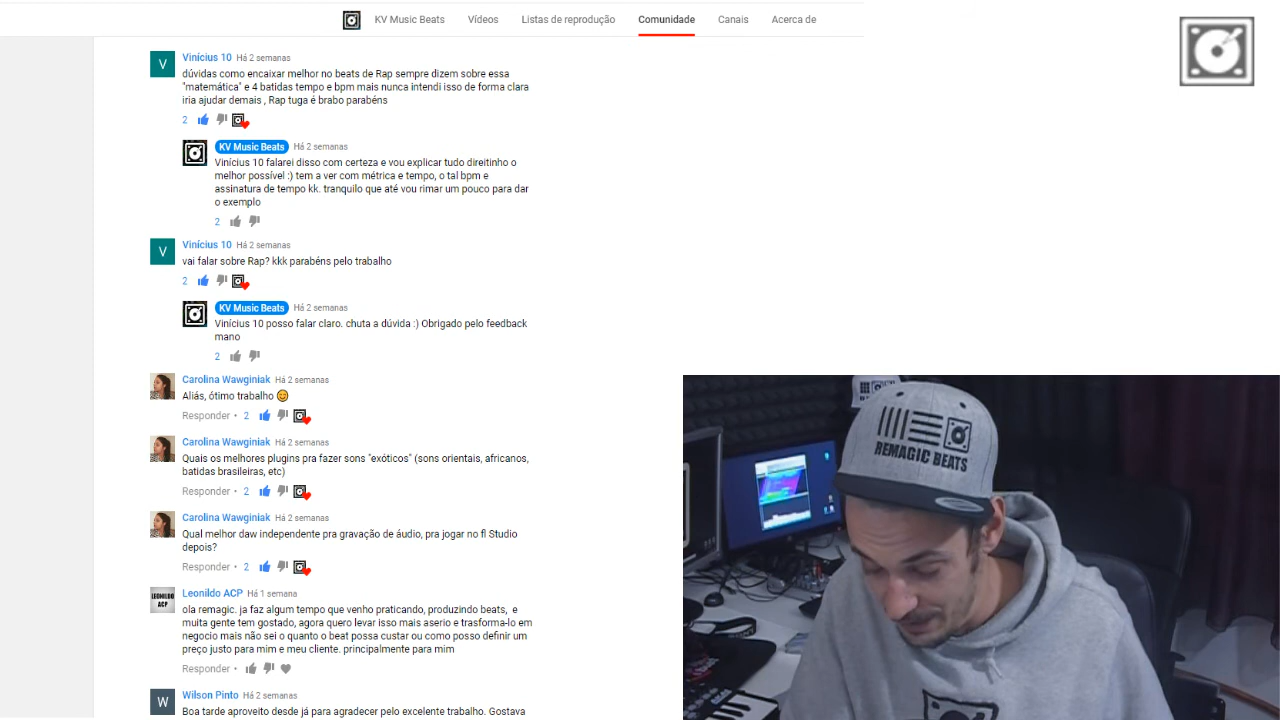 KV Music Beats Vídeos Listas de reprodução Comunidade Canais Acerca de
V Vinícius 10 Há 2 semanas
dúvidas como encaixar melhor no beats de Rap sempre dizem sobre essa
"matemática" e 4 batidas tempo e bpm mais nunca intendi isso de forma clara
iria ajudar demais , Rap tuga é brabo parabéns
2
KV Music Beats Há 2 semanas
Vinícius 10 falarei disso com certeza e vou explicar tudo direitinho o
melhor possível :) tem a ver com métrica e tempo, o tal bpm e
assinatura de tempo kk. tranquilo que até vou rimar um pouco para dar
o exemplo
2
V Vinícius 10 Há 2 semanas
vai falar sobre Rap? kkk parabéns pelo trabalho
2
KV Music Beats Há 2 semanas
Vinícius 10 posso falar claro. chuta a dúvida :) Obrigado pelo feedback
mano
2
Carolina Wawginiak Há 2 semanas
Aliás, ótimo trabalho 😊
Responder • 2
Carolina Wawginiak Há 2 semanas
Quais os melhores plugins pra fazer sons "exóticos" (sons orientais, africanos,
batidas brasileiras, etc)
Responder • 2
Carolina Wawginiak Há 2 semanas
Qual melhor daw independente pra gravação de áudio, pra jogar no fl Studio
depois?
Responder • 2
LEONILDO ACP
Leonildo ACP Há 1 semana
ola remagic. ja faz algum tempo que venho praticando, produzindo beats, e
muita gente tem gostado, agora quero levar isso mais aserio e trasforma-lo em
negocio mais não sei o quanto o beat possa custar ou como posso definir um
preço justo para mim e meu cliente. principalmente para mim
Responder •
W Wilson Pinto Há 2 semanas
Boa tarde aproveito desde já para agradecer pelo excelente trabalho. Gostava
REMAGIC BEATS